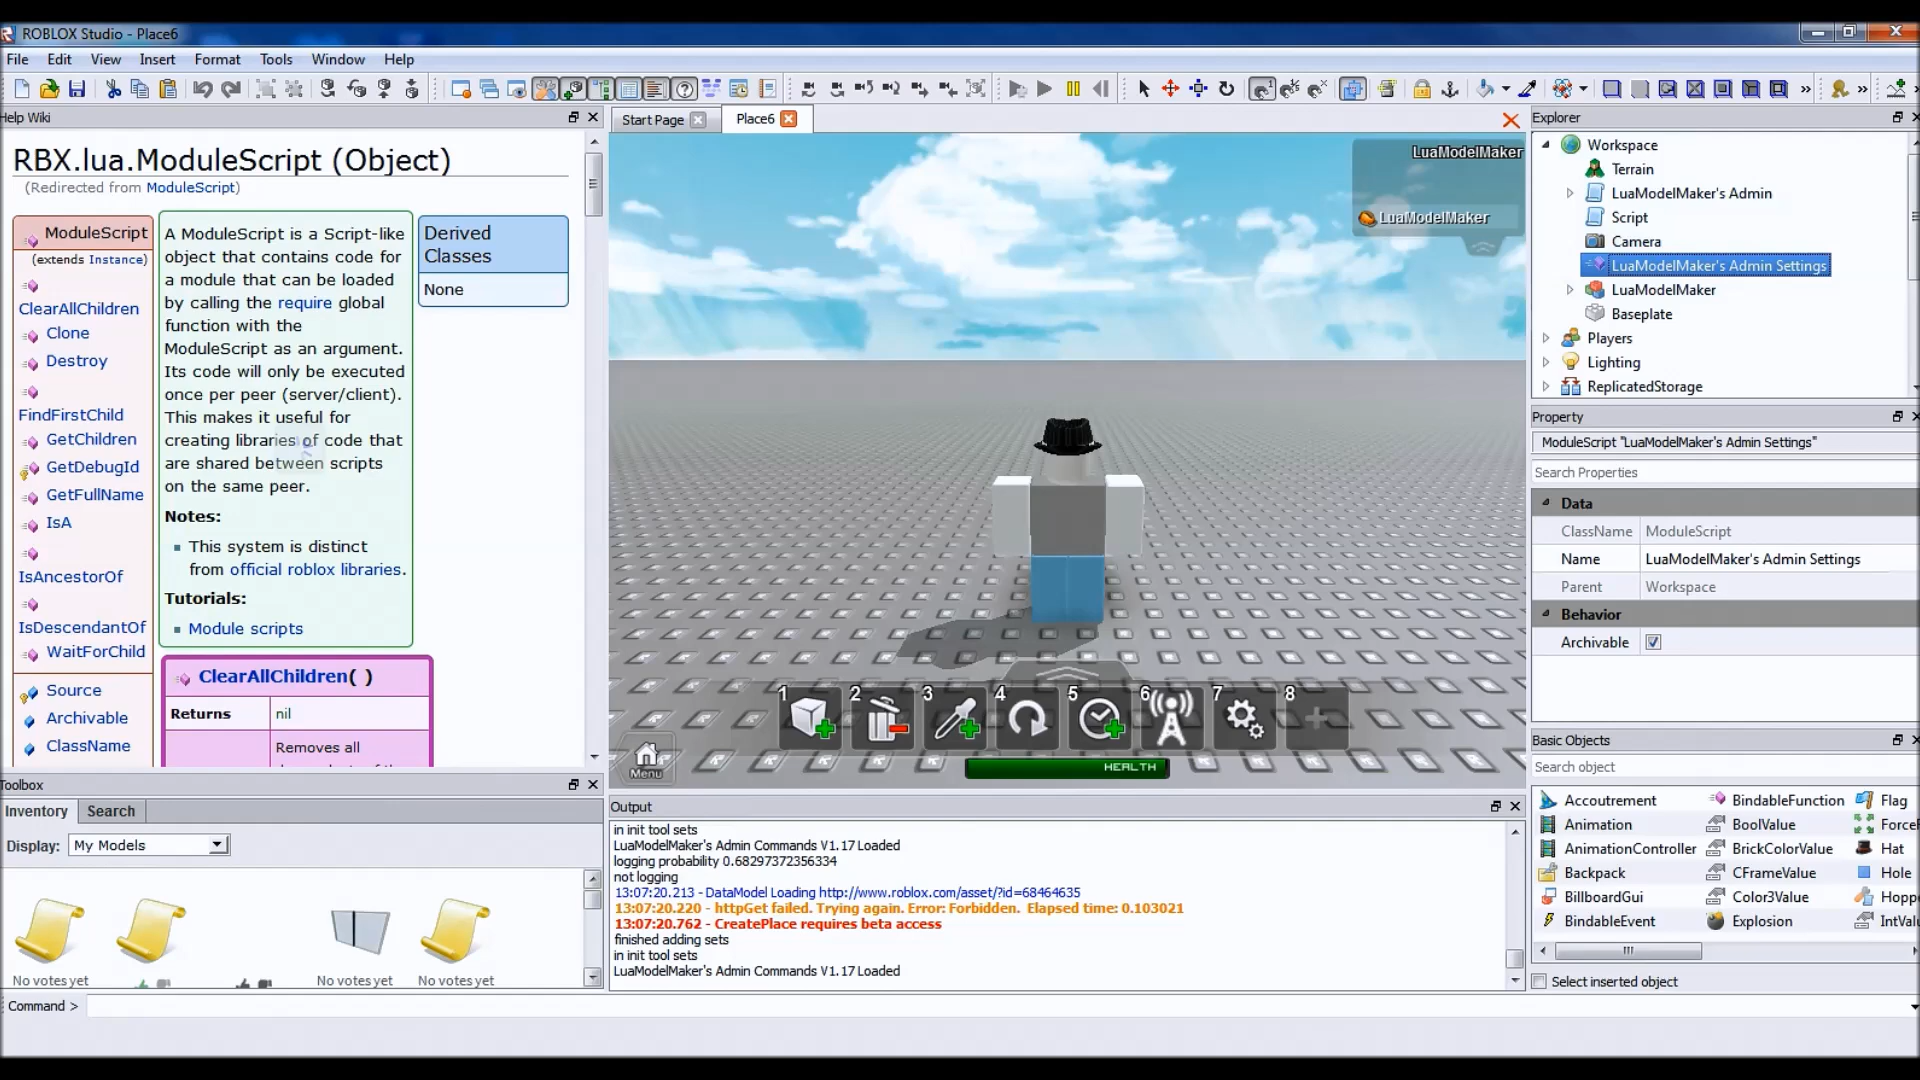 ROBLOX Studio - Place6
File Edit View Insert Format Tools Window Help
Help Wiki
RBX.lua.ModuleScript (Object)
(Redirected from ModuleScript)
ModuleScript
(extends Instance)
ClearAllChildren
Clone
Destroy
FindFirstChild
GetChildren
GetDebugId
GetFullName
IsA
IsAncestorOf
IsDescendantOf
WaitForChild
Source
Archivable
ClassName
A ModuleScript is a Script-like
object that contains code for
a module that can be loaded
by calling the require global
function with the
ModuleScript as an argument.
Its code will only be executed
once per peer (server/client).
This makes it useful for
creating libraries of code that
are shared between scripts
on the same peer.
Notes:
This system is distinct
from official roblox libraries.
Tutorials:
Module scripts
Derived
Classes
None
ClearAllChildren( )
Returns nil
Removes all
Toolbox
Inventory Search
Display: My Models
No votes yet
No votes yet
No votes yet
Command >
Start Page
Place6
LuaModelMaker
LuaModelMaker
1 2 3 4 5 6 7 8
Menu
HEALTH
Output
in init tool sets
LuaModelMaker's Admin Commands V1.17 Loaded
logging probability 0.68297372356334
not logging
13:07:20.213 - DataModel Loading http://www.roblox.com/asset/?id=68464635
13:07:20.220 - httpGet failed. Trying again. Error: Forbidden. Elapsed time: 0.103021
13:07:20.762 - CreatePlace requires beta access
finished adding sets
in init tool sets
LuaModelMaker's Admin Commands V1.17 Loaded
Explorer
Workspace
Terrain
LuaModelMaker's Admin
Script
Camera
LuaModelMaker's Admin Settings
LuaModelMaker
Baseplate
Players
Lighting
ReplicatedStorage
Property
ModuleScript "LuaModelMaker's Admin Settings"
Search Properties
Data
ClassName ModuleScript
Name LuaModelMaker's Admin Settings
Parent Workspace
Behavior
Archivable
Basic Objects
Search object
Accoutrement BindableFunction Flag
Animation BoolValue Force
AnimationController BrickColorValue Hat
Backpack CFrameValue Hole
BillboardGui Color3Value Hopp
BindableEvent Explosion IntVal
Select inserted object